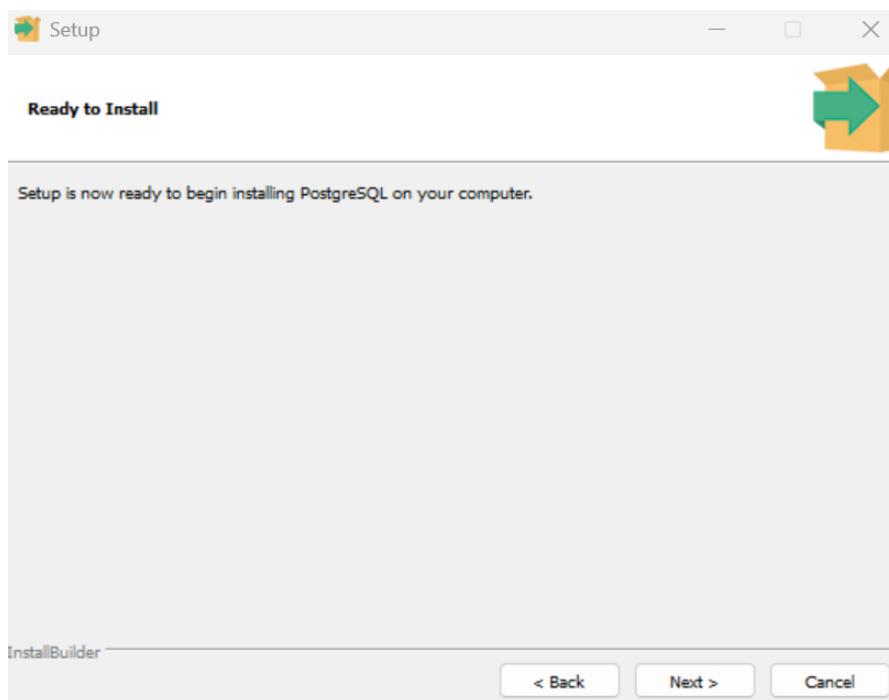 Setup
Ready to Install
Setup is now ready to begin installing PostgreSQL on your computer.
InstallBuilder
< Back Next > Cancel